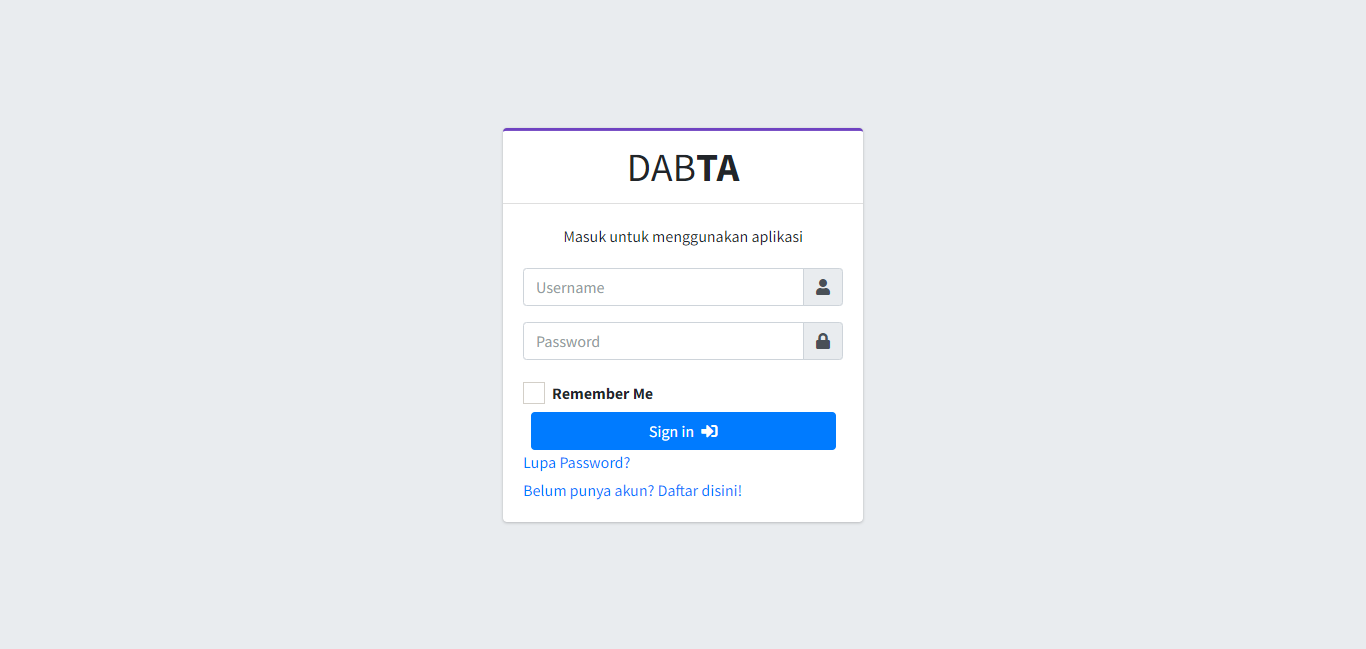 DABTA
Masuk untuk menggunakan aplikasi
Username
Password
Remember Me
Sign in
Lupa Password?
Belum punya akun? Daftar disini!